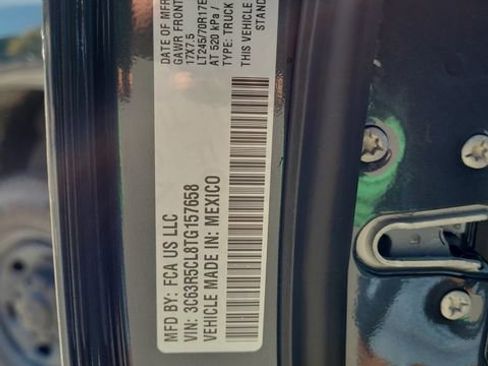 DATE OF MFR
GAWR FRONT
17X7.5
LT245/70R17E
AT 520 kPa /
TYPE: TRUCK
THIS VEHICLE
STAND
MFD BY: FCA US LLC
VIN: 3C63R5CL8TG157658
VEHICLE MADE IN: MEXICO